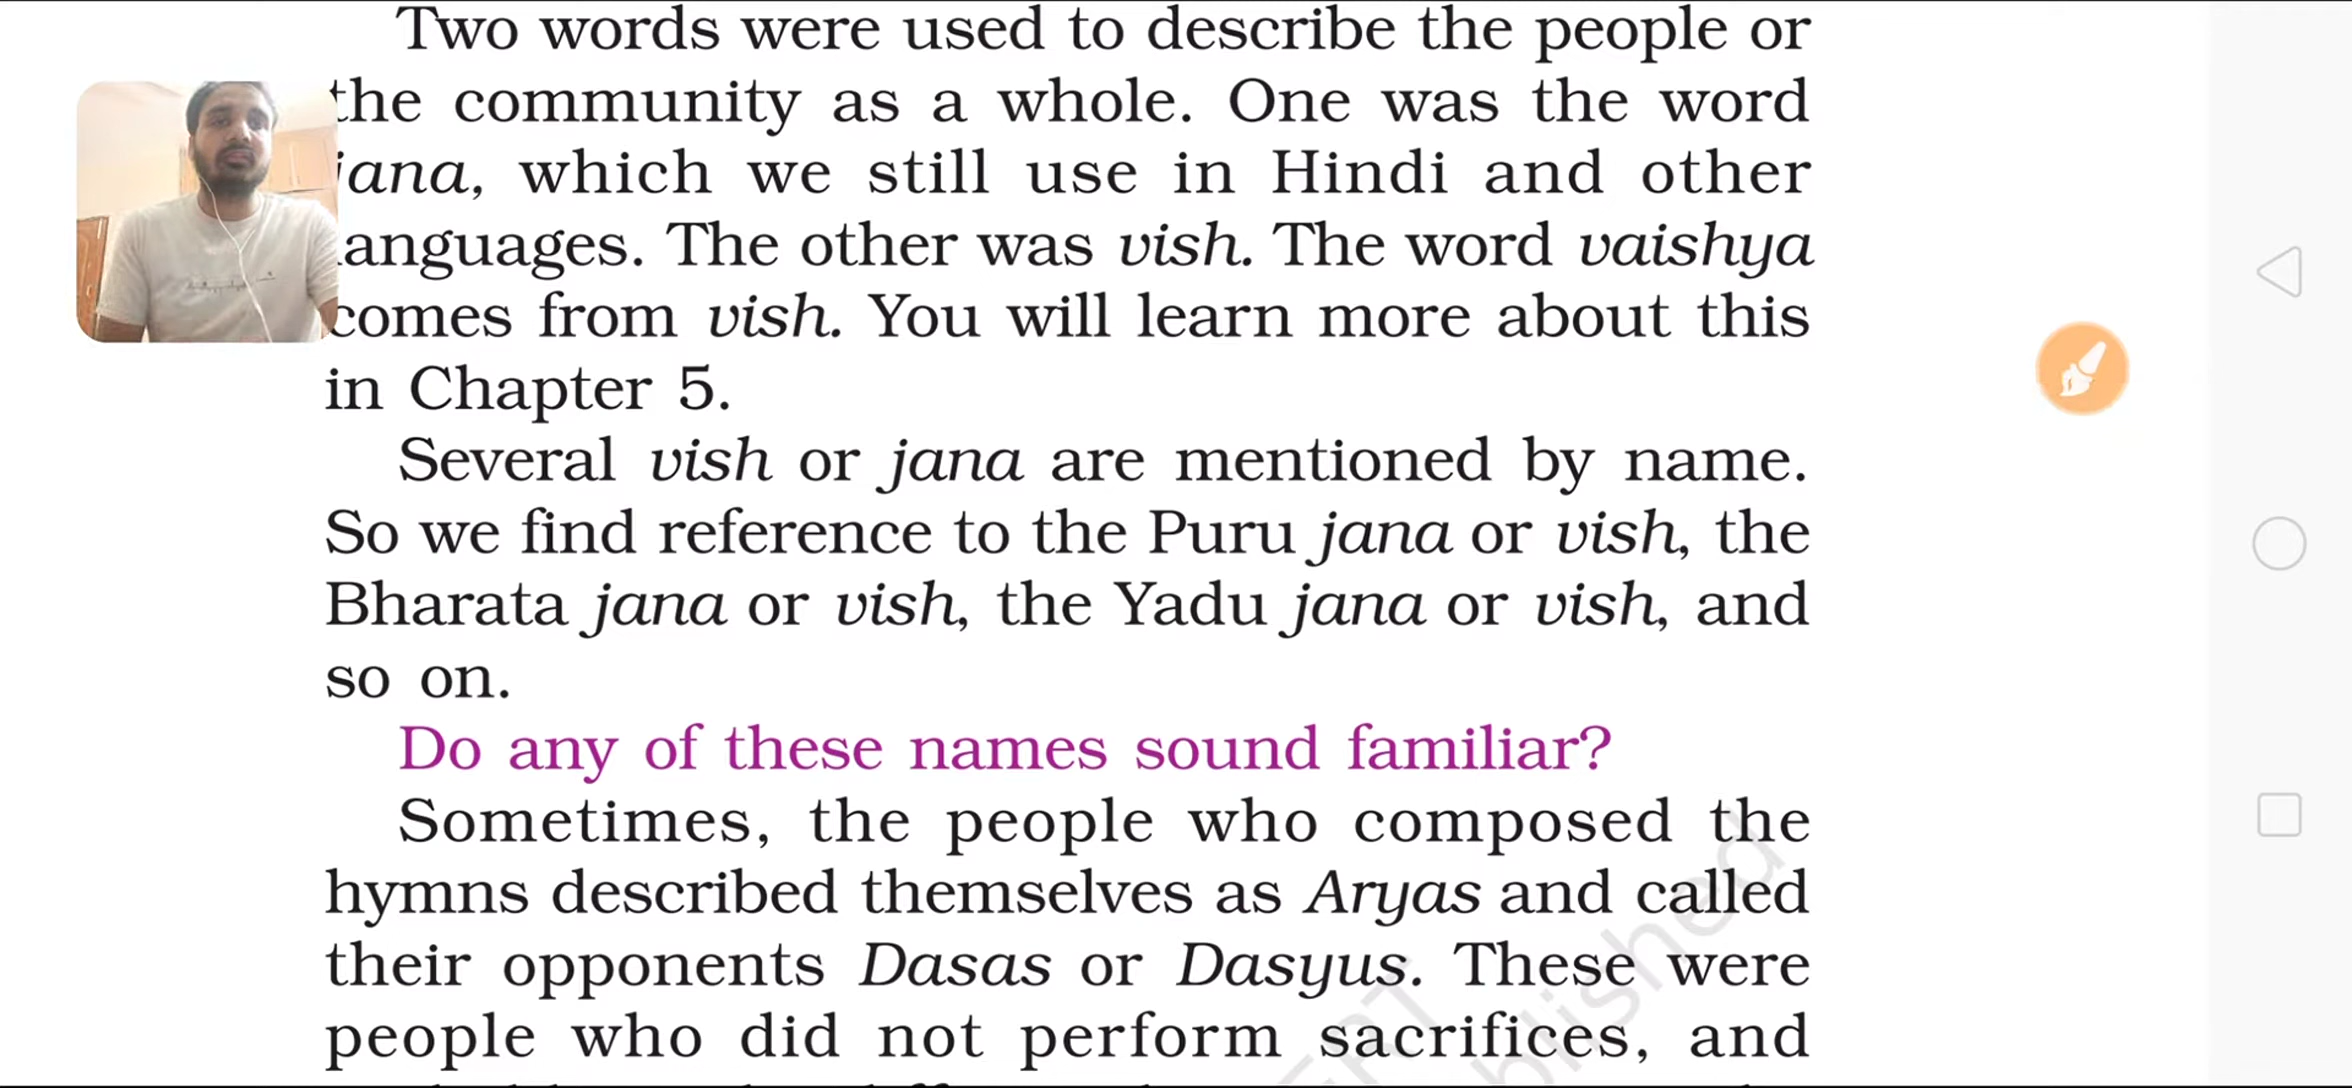 Two words were used to describe the people or
the community as a whole. One was the word
jana, which we still use in Hindi and other
languages. The other was vish. The word vaishya
comes from vish. You will learn more about this
in Chapter 5.
Several vish or jana are mentioned by name.
So we find reference to the Puru jana or vish, the
Bharata jana or vish, the Yadu jana or vish, and
so on.
Do any of these names sound familiar?
Sometimes, the people who composed the
hymns described themselves as Aryas and called
their opponents Dasas or Dasyus. These were
people who did not perform sacrifices, and